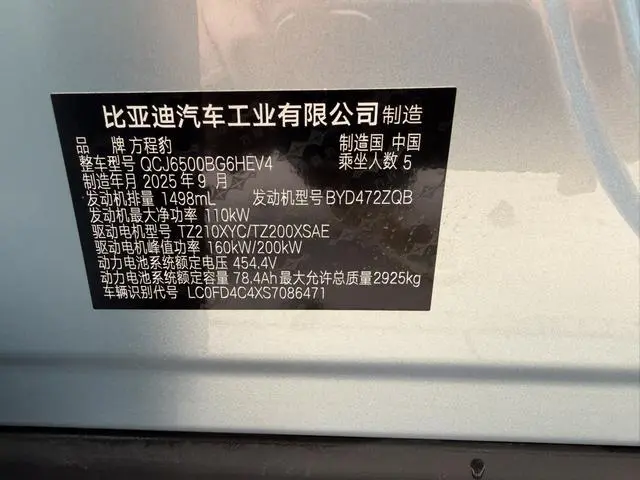 比亚迪汽车工业有限公司 制造
品 牌 方程豹 制造国 中国
整车型号 QCJ6500BG6HEV4 乘坐人数 5
制造年月 2025 年 9 月
发动机排量 1498mL 发动机型号 BYD472ZQB
发动机最大净功率 110kW
驱动电机型号 TZ210XYC/TZ200XSAE
驱动电机峰值功率 160kW/200kW
动力电池系统额定电压 454.4V
动力电池系统额定容量 78.4Ah 最大允许总质量 2925kg
车辆识别代号 LC0FD4C4XS7086471